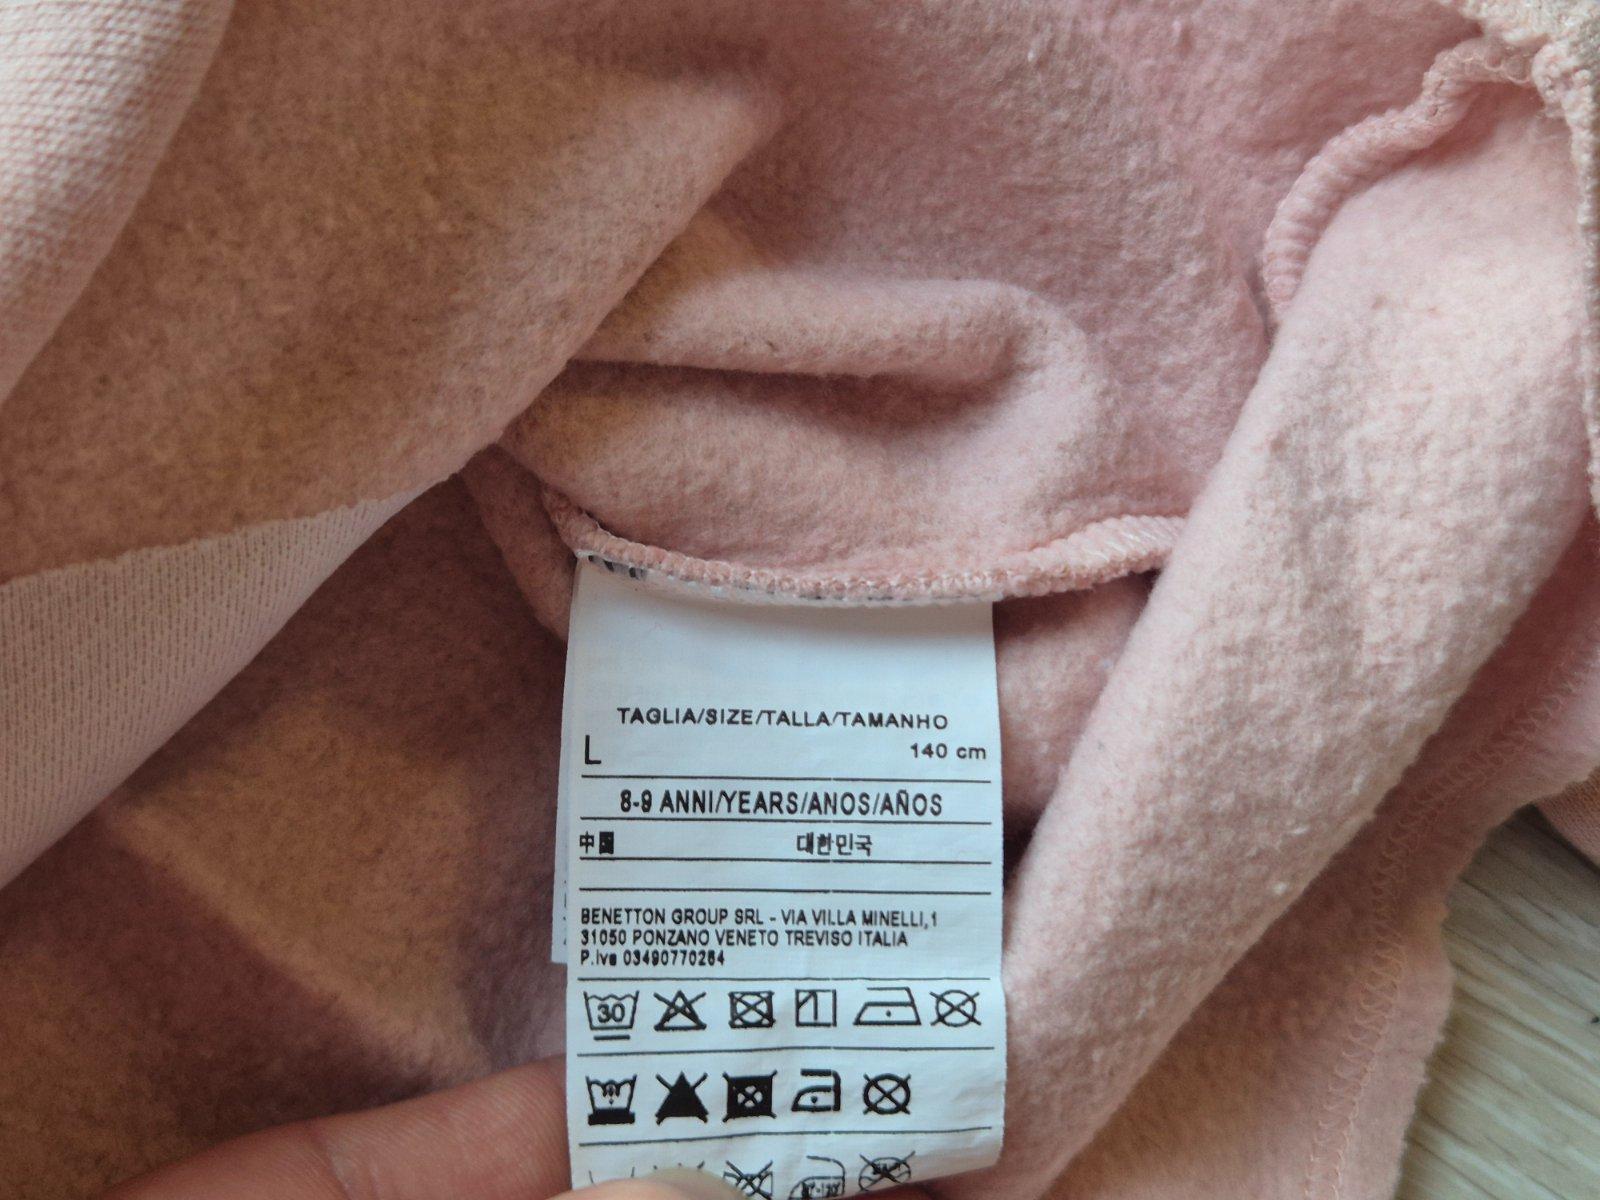 TAGLIA/SIZE/TALLA/TAMANHO
L 140 cm
8-9 ANNI/YEARS/ANOS/AÑOS
中国 대한민국
BENETTON GROUP SRL - VIA VILLA MINELLI,1
31050 PONZANO VENETO TREVISO ITALIA
P.iva 03490770264
30